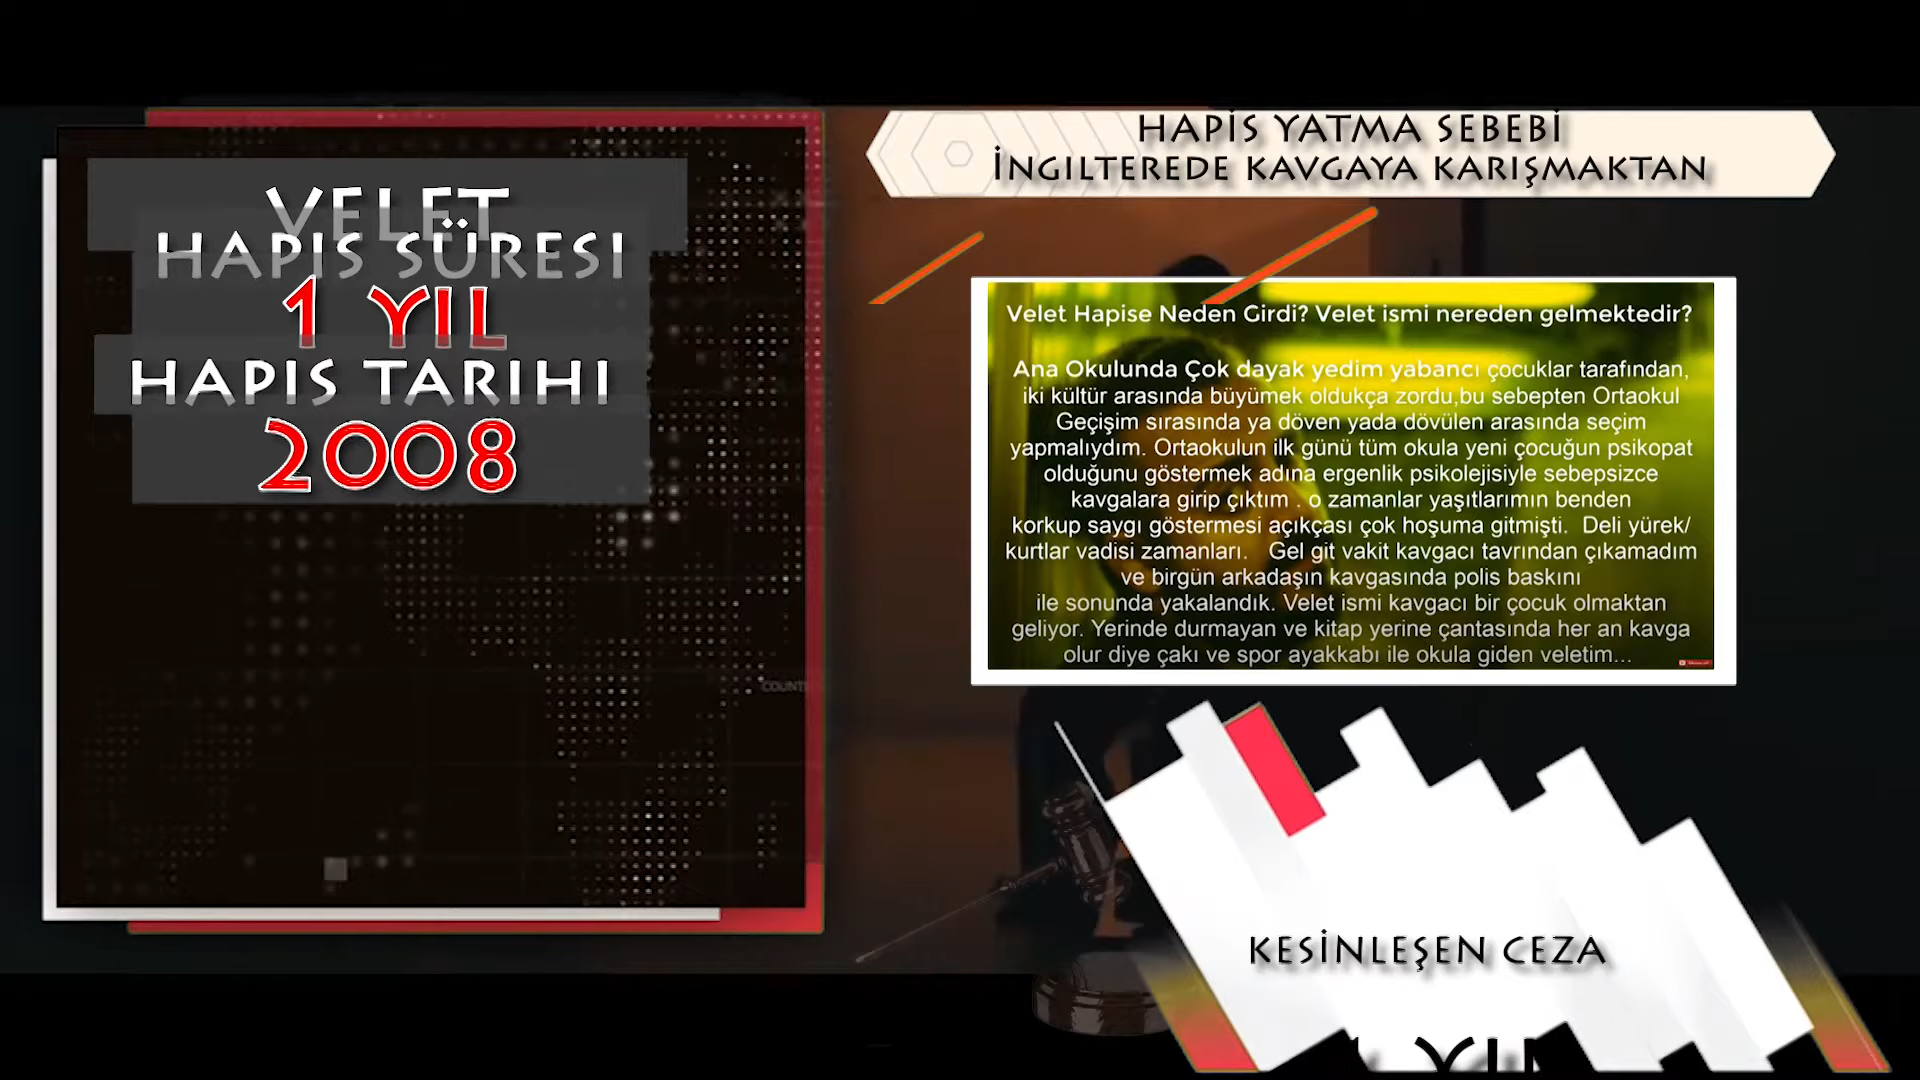 VELET
HAPIS SÜRESI
1 YIL
HAPIS TARIHI
2008
HAPİS YATMA SEBEBİ
İNGILTEREDE KAVGAYA KARIŞMAKTAN
Velet Hapise Neden Girdi? Velet ismi nereden gelmektedir?
Ana Okulunda Çok dayak yedim yabancı çocuklar tarafından,
iki kültür arasında büyümek oldukça zordu,bu sebepten Ortaokul
Geçişim sırasında ya döven yada dövülen arasında seçim
yapmalıydım. Ortaokulun ilk günü tüm okula yeni çocuğun psikopat
olduğunu göstermek adına ergenlik psikolejisiyle sebepsizce
kavgalara girip çıktım . o zamanlar yaşıtlarımın benden
korkup saygı göstermesi açıkçası çok hoşuma gitmişti. Deli yürek/
kurtlar vadisi zamanları. Gel git vakit kavgacı tavrından çıkamadım
ve birgün arkadaşın kavgasında polis baskını
ile sonunda yakalandık. Velet ismi kavgacı bir çocuk olmaktan
geliyor. Yerinde durmayan ve kitap yerine çantasında her an kavga
olur diye çakı ve spor ayakkabı ile okula giden veletim...
KESİNLEŞEN CEZA